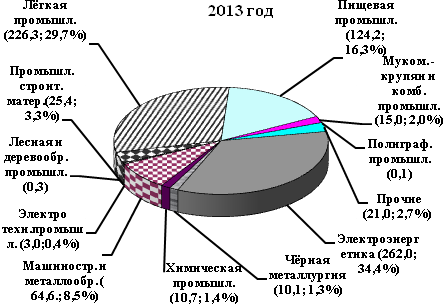 2013 год
Лёгкая
промышл.
(226,3; 29,7%)
Пищевая
промышл.
(124,2;
16,3%)
Муком.-
крупян и
комб.
промышл.
(15,0; 2,0%)
Полиграф.
промышл.
(0,1)
Прочие
(21,0; 2,7%)
Электроэнерг
етика (262,0;
34,4%)
Чёрная
металлургия
(10,1; 1,3%)
Химическая
промышл.
(10,7; 1,4%)
Машиностр. и
металлообр.(
64,6.; 8,5%)
Электро
техн.промыш
л. (3,0;0,4%)
Лесная и
деревообр.
промышл.
(0,3)
Промышл.
строит.
матер.(25,4;
3,3%)